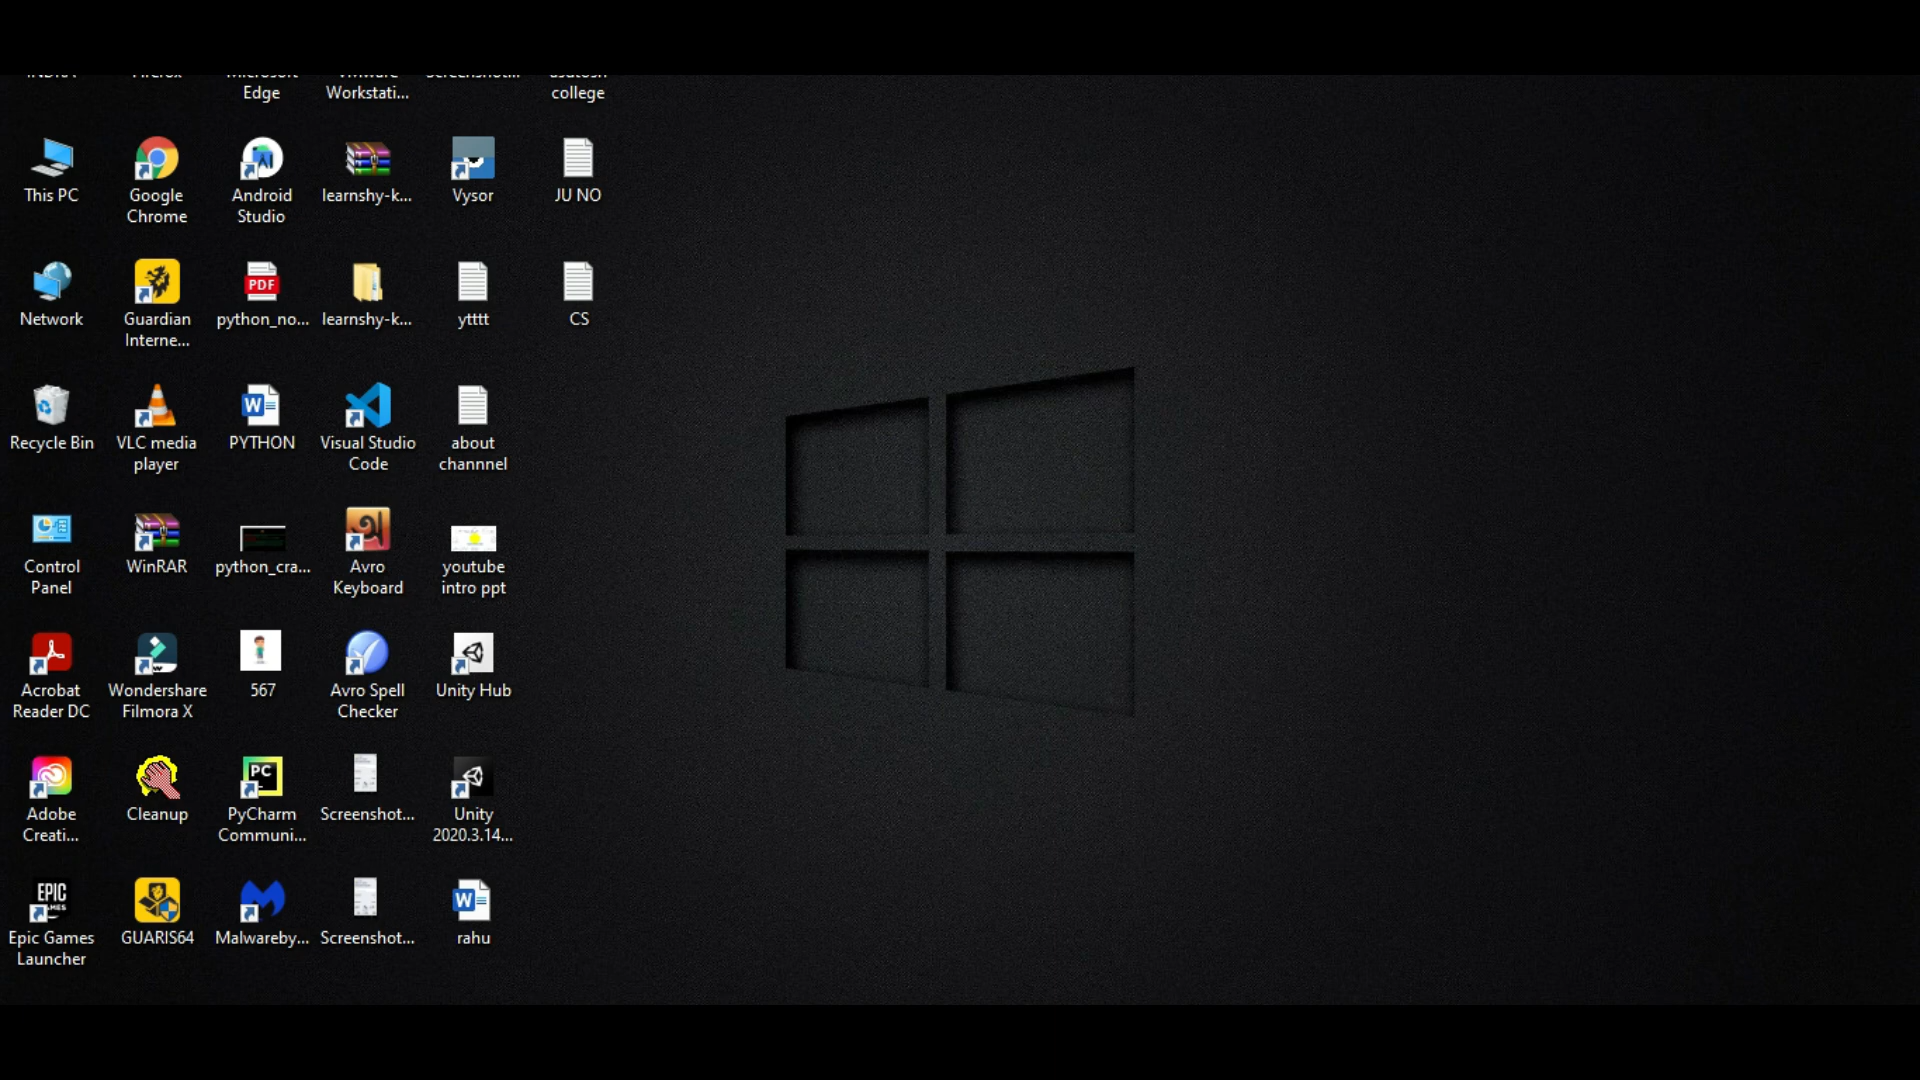 Edge
Workstati...
college
This PC
Google
Chrome
Android
Studio
learnshy-k...
Vysor
JU NO
Network
Guardian
Interne...
PDF
python_no...
learnshy-k...
ytttt
CS
Recycle Bin
VLC media
player
W
PYTHON
Visual Studio
Code
about
channnel
Control
Panel
WinRAR
python_cra...
Avro
Keyboard
youtube
intro ppt
Acrobat
Reader DC
Wondershare
Filmora X
567
Avro Spell
Checker
Unity Hub
Adobe
Creati...
Cleanup
PC
PyCharm
Communi...
Screenshot...
Unity
2020.3.14...
EPIC
Epic Games
Launcher
GUARIS64
Malwareby...
Screenshot...
W
rahu